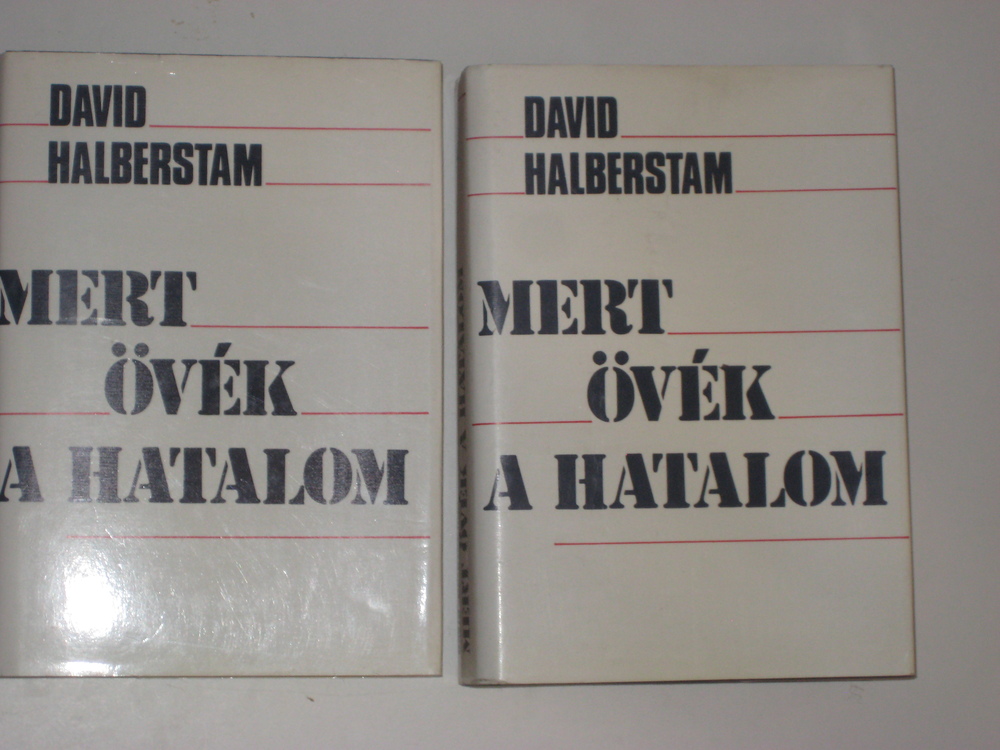 DAVID
HALBERSTAM
MERT
ÖVÉK
A HATALOM
DAVID
HALBERSTAM
MERT
ÖVÉK
A HATALOM